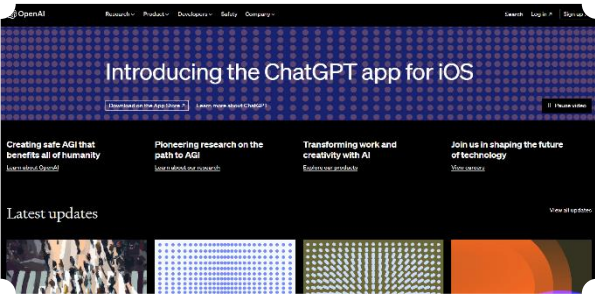 OpenAI
Research Product Developers Safety Company
Search Log in Sign up
Introducing the ChatGPT app for iOS
Download on the App Store Learn more about ChatGPT
Pause video
Creating safe AGI that
benefits all of humanity
Learn about OpenAI
Pioneering research on the
path to AGI
Learn about our research
Transforming work and
creativity with AI
Explore our products
Join us in shaping the future
of technology
View careers
Latest updates
View all updates